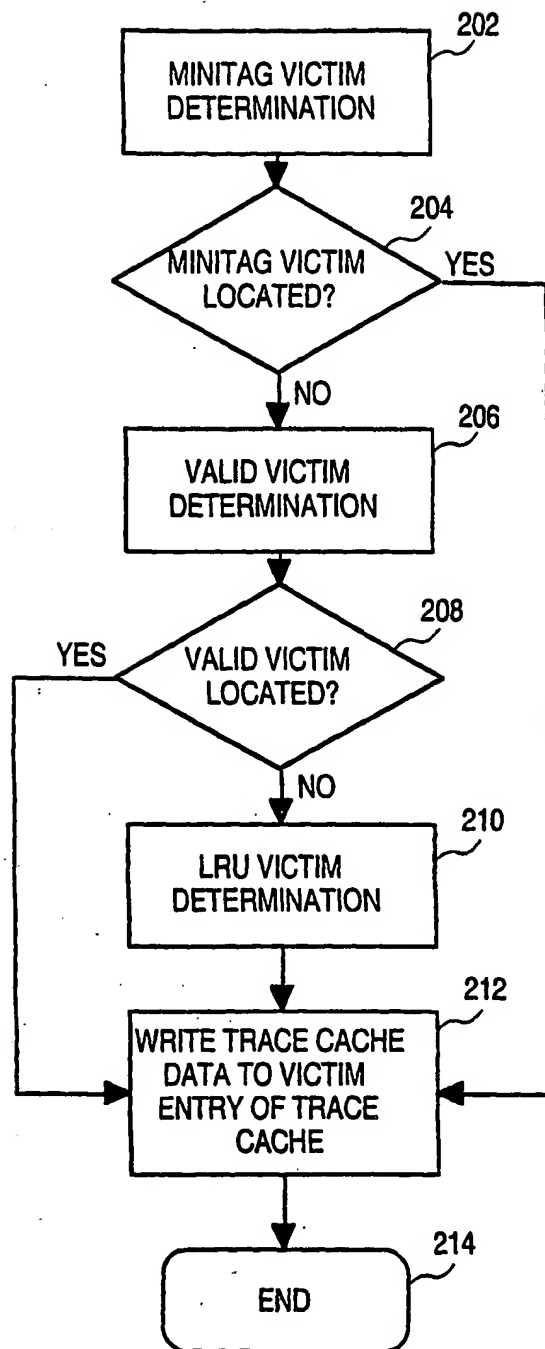 202
MINITAG VICTIM
DETERMINATION
204
MINITAG VICTIM
LOCATED?
YES
NO
206
VALID VICTIM
DETERMINATION
208
YES
VALID VICTIM
LOCATED?
NO
210
LRU VICTIM
DETERMINATION
212
WRITE TRACE CACHE
DATA TO VICTIM
ENTRY OF TRACE
CACHE
214
END